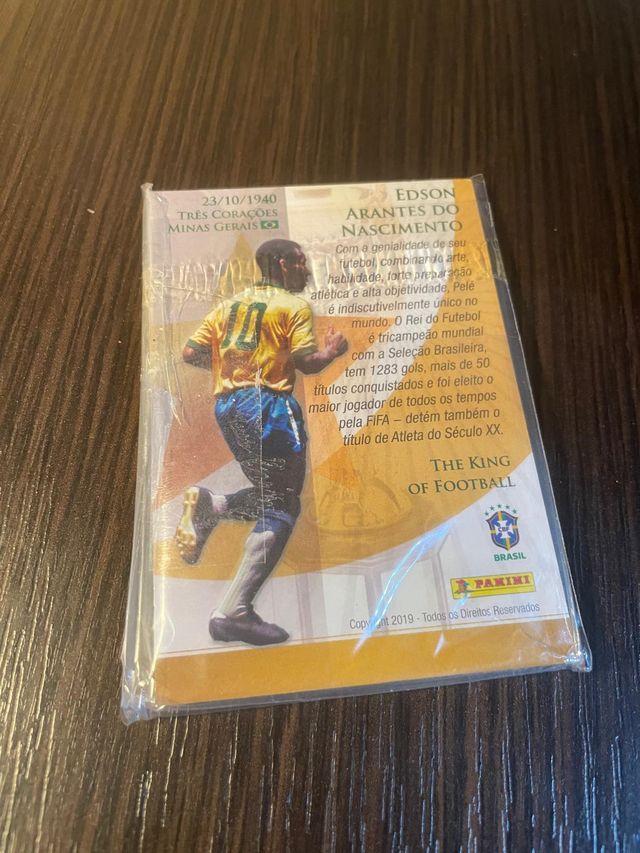 23/10/1940
TRÊS CORAÇÕES
MINAS GERAIS
EDSON
ARANTES DO
NASCIMENTO
Com a genialidade de seu
futebol, combinando arte,
habilidade, forte preparação
atlética e alta objetividade, Pelé
é indiscutivelmente único no
mundo. O Rei do Futebol
é tricampeão mundial
com a Seleção Brasileira,
tem 1283 gols, mais de 50
títulos conquistados e foi eleito o
maior jogador de todos os tempos
pela FIFA – detém também o
título de Atleta do Século XX.
10
THE KING
OF FOOTBALL
CBF
BRASIL
PANINI
Copyright 2019 - Todos os Direitos Reservados